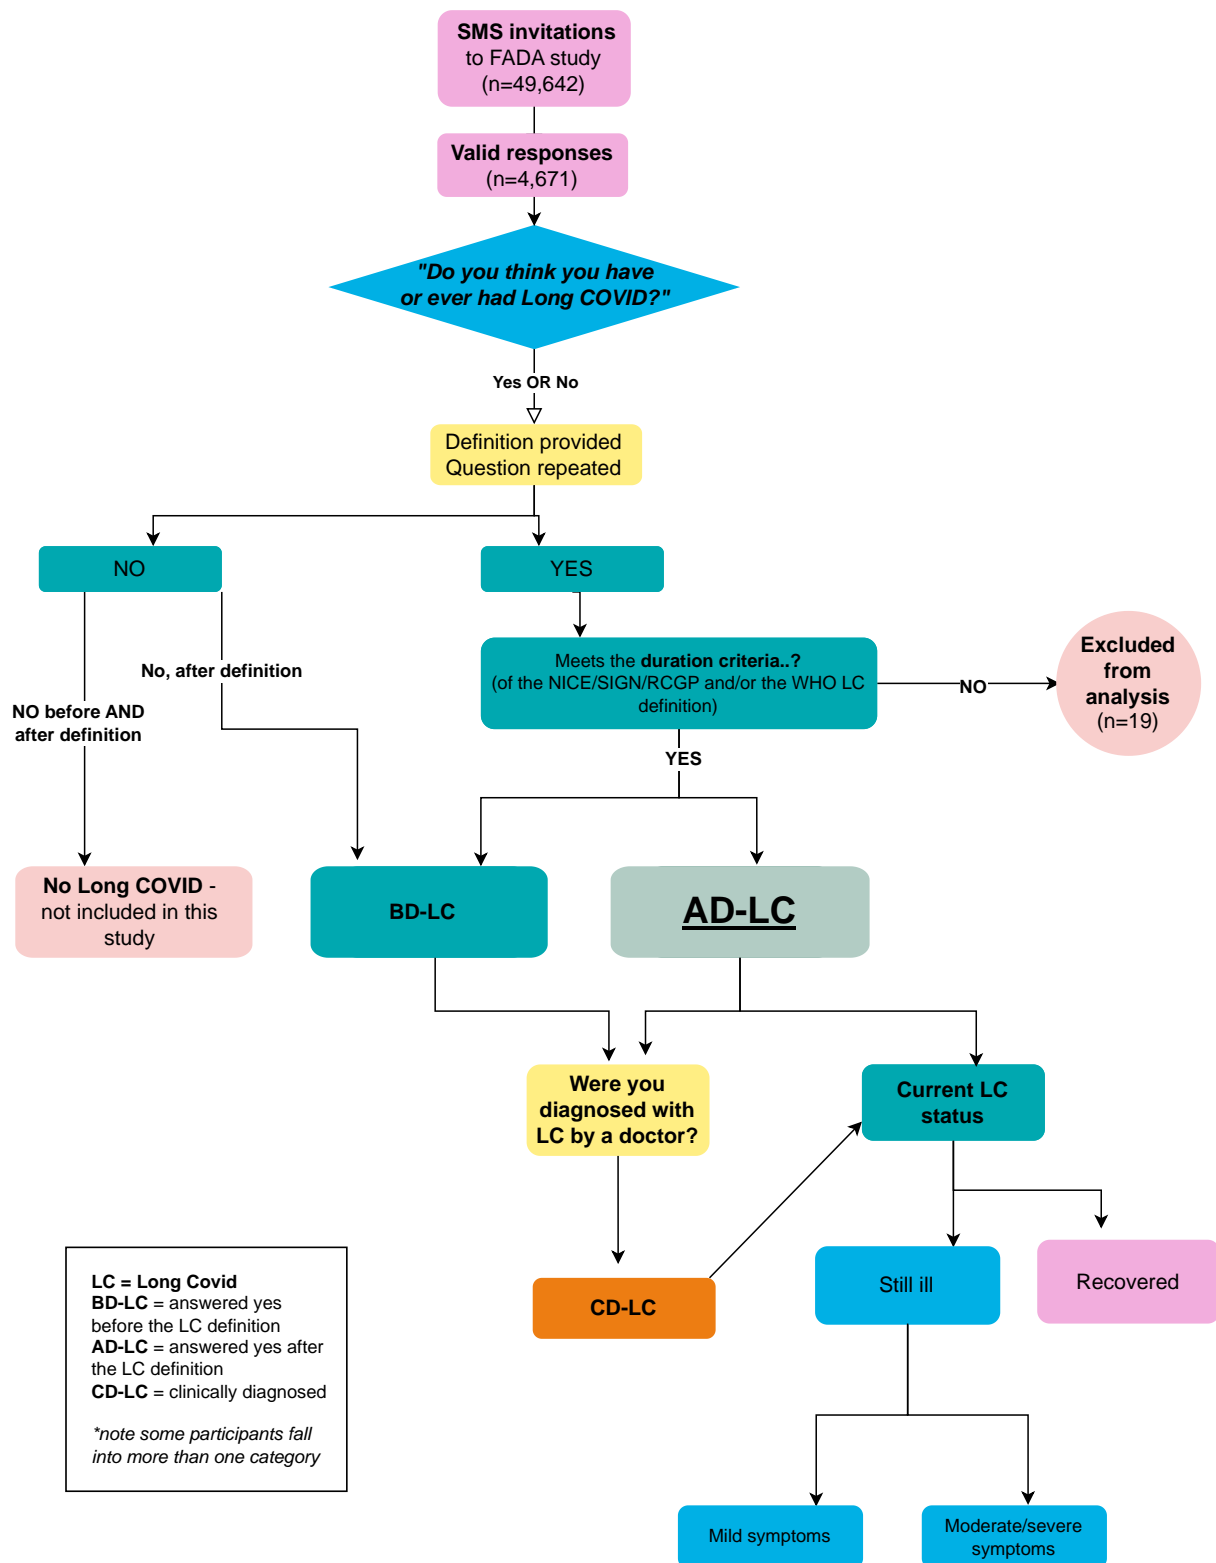 SMS invitations
to FADA study
(n=49,642)
Valid responses
(n=4,671)
"Do you think you have
or ever had Long COVID?"
Yes OR No
Definition provided
Question repeated
NO
YES
No, after definition
NO before AND
after definition
Meets the duration criteria..?
(of the NICE/SIGN/RCGP and/or the WHO LC
definition)
NO
Excluded
from
analysis
(n=19)
YES
No Long COVID -
not included in this
study
BD-LC
AD-LC
Were you
diagnosed with
LC by a doctor?
Current LC
status
CD-LC
Still ill
Recovered
LC = Long Covid
BD-LC = answered yes
before the LC definition
AD-LC = answered yes after
the LC definition
CD-LC = clinically diagnosed
*note some participants fall
into more than one category
Mild symptoms
Moderate/severe
symptoms